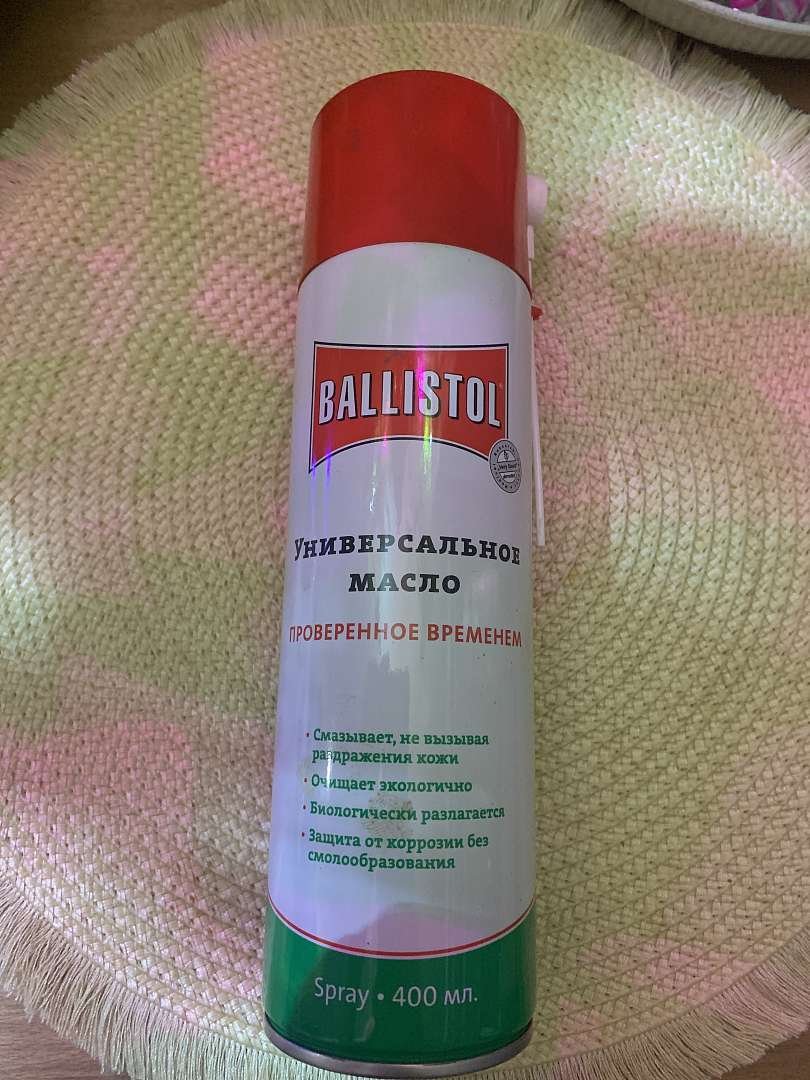 BALLISTOL
Универсальное
масло
проверенное временем
• Смазывает, не вызывая
раздражения кожи
• Очищает экологично
• Биологически разлагается
• Защита от коррозии без
смолообразования
Spray • 400 мл.